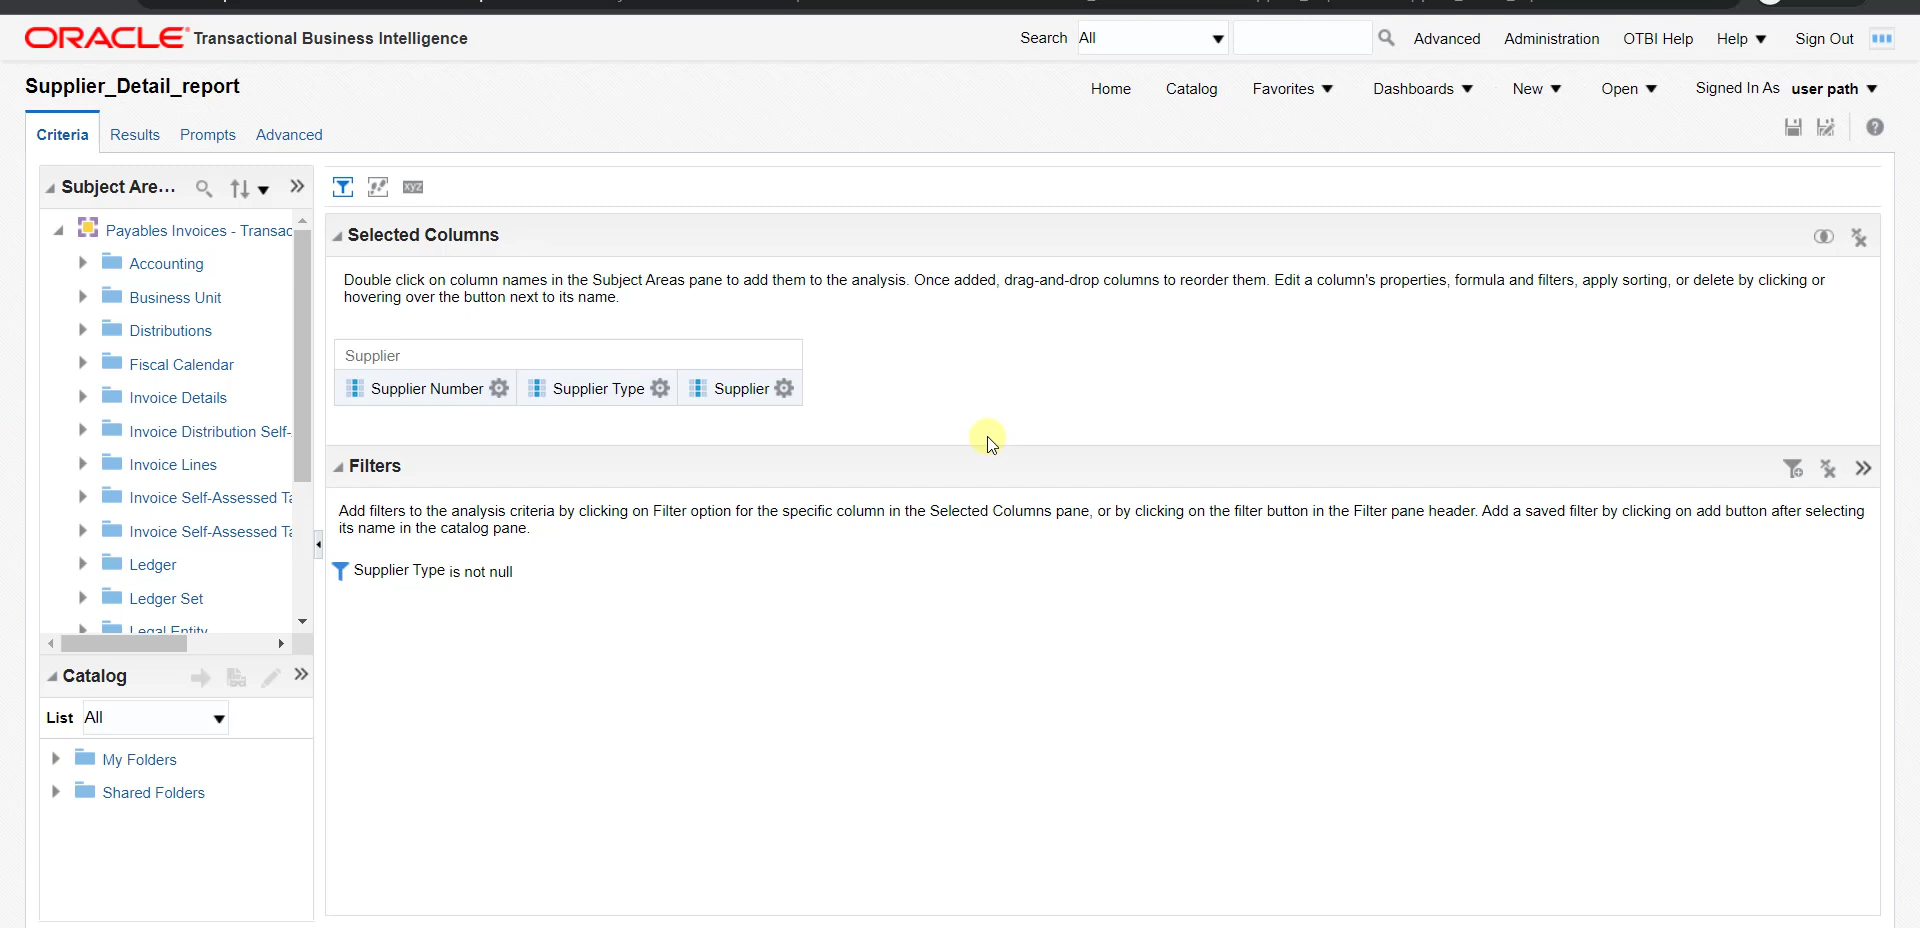 ORACLE Transactional Business Intelligence
Search All Advanced Administration OTBI Help Help Sign Out
Supplier_Detail_report
Home Catalog Favorites Dashboards New Open Signed In As user path
Criteria Results Prompts Advanced
Subject Are...
Payables Invoices - Transac
Accounting
Business Unit
Distributions
Fiscal Calendar
Invoice Details
Invoice Distribution Self-
Invoice Lines
Invoice Self-Assessed Ta
Invoice Self-Assessed Ta
Ledger
Ledger Set
Legal Entity
Catalog
List All
My Folders
Shared Folders
xyz
Selected Columns
Double click on column names in the Subject Areas pane to add them to the analysis. Once added, drag-and-drop columns to reorder them. Edit a column's properties, formula and filters, apply sorting, or delete by clicking or
hovering over the button next to its name.
Supplier
Supplier Number Supplier Type Supplier
Filters
Add filters to the analysis criteria by clicking on Filter option for the specific column in the Selected Columns pane, or by clicking on the filter button in the Filter pane header. Add a saved filter by clicking on add button after selecting
its name in the catalog pane.
Supplier Type is not null